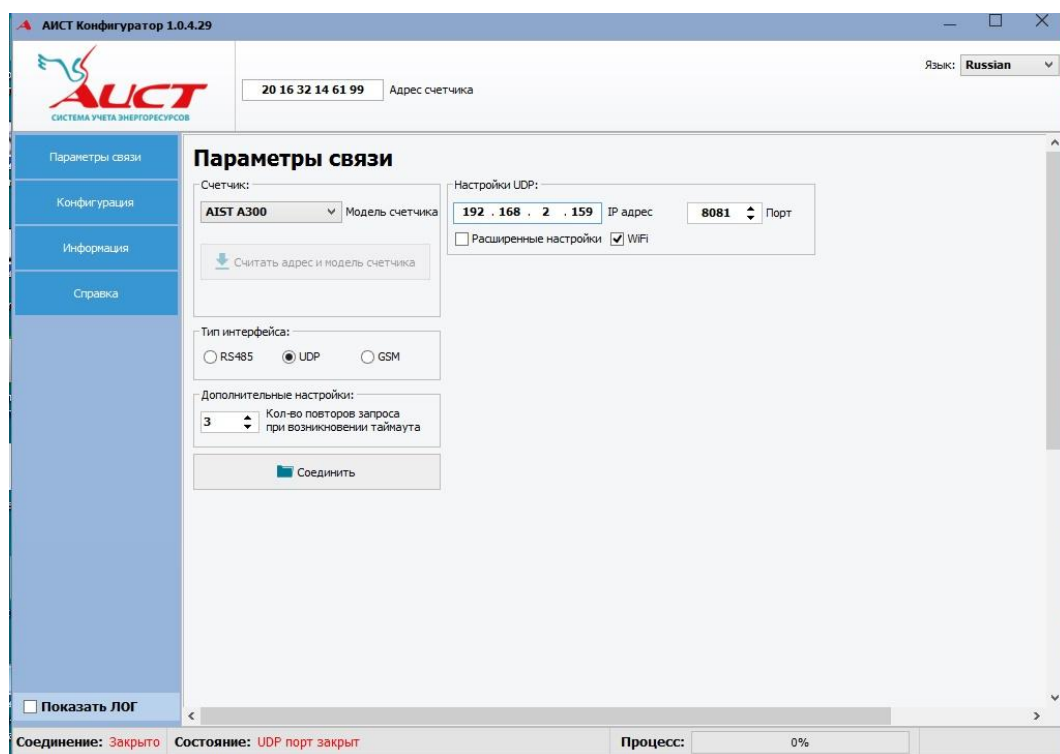 АИСТ Конфигуратор 1.0.4.29
АИСТ
СИСТЕМА УЧЕТА ЭНЕРГОРЕСУРСОВ
20 16 32 14 61 99 Адрес счетчика
Язык: Russian
Параметры связи
Конфигурация
Информация
Справка
Параметры связи
Счетчик:
AIST A300 Модель счетчика
Считать адрес и модель счетчика
Настройки UDP:
192 . 168 . 2 . 159 IP адрес 8081 Порт
Расширенные настройки WiFi
Тип интерфейса:
RS485 UDP GSM
Дополнительные настройки:
3 Кол-во повторов запроса
при возникновении таймаута
Соединить
Показать ЛОГ
Соединение: Закрыто Состояние: UDP порт закрыт Процесс: 0%